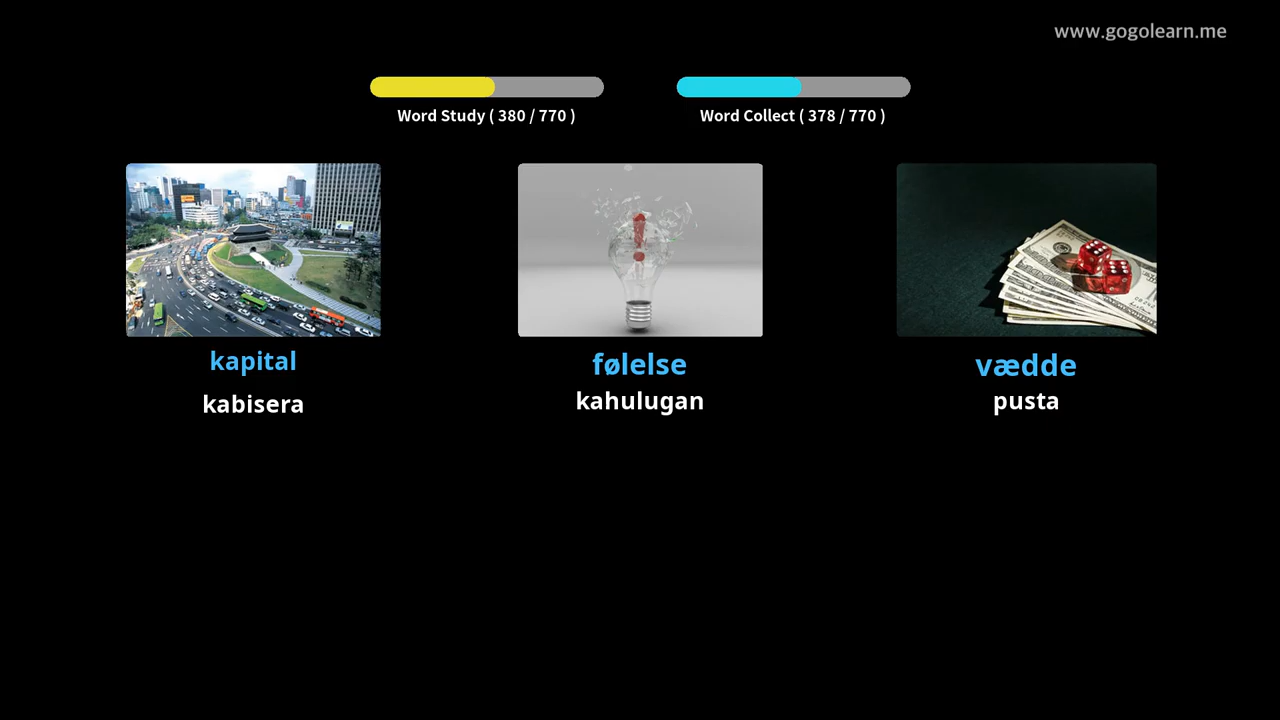 www.gogolearn.me
Word Study ( 380 / 770 )
Word Collect ( 378 / 770 )
kapital
kabisera
følelse
kahulugan
vædde
pusta